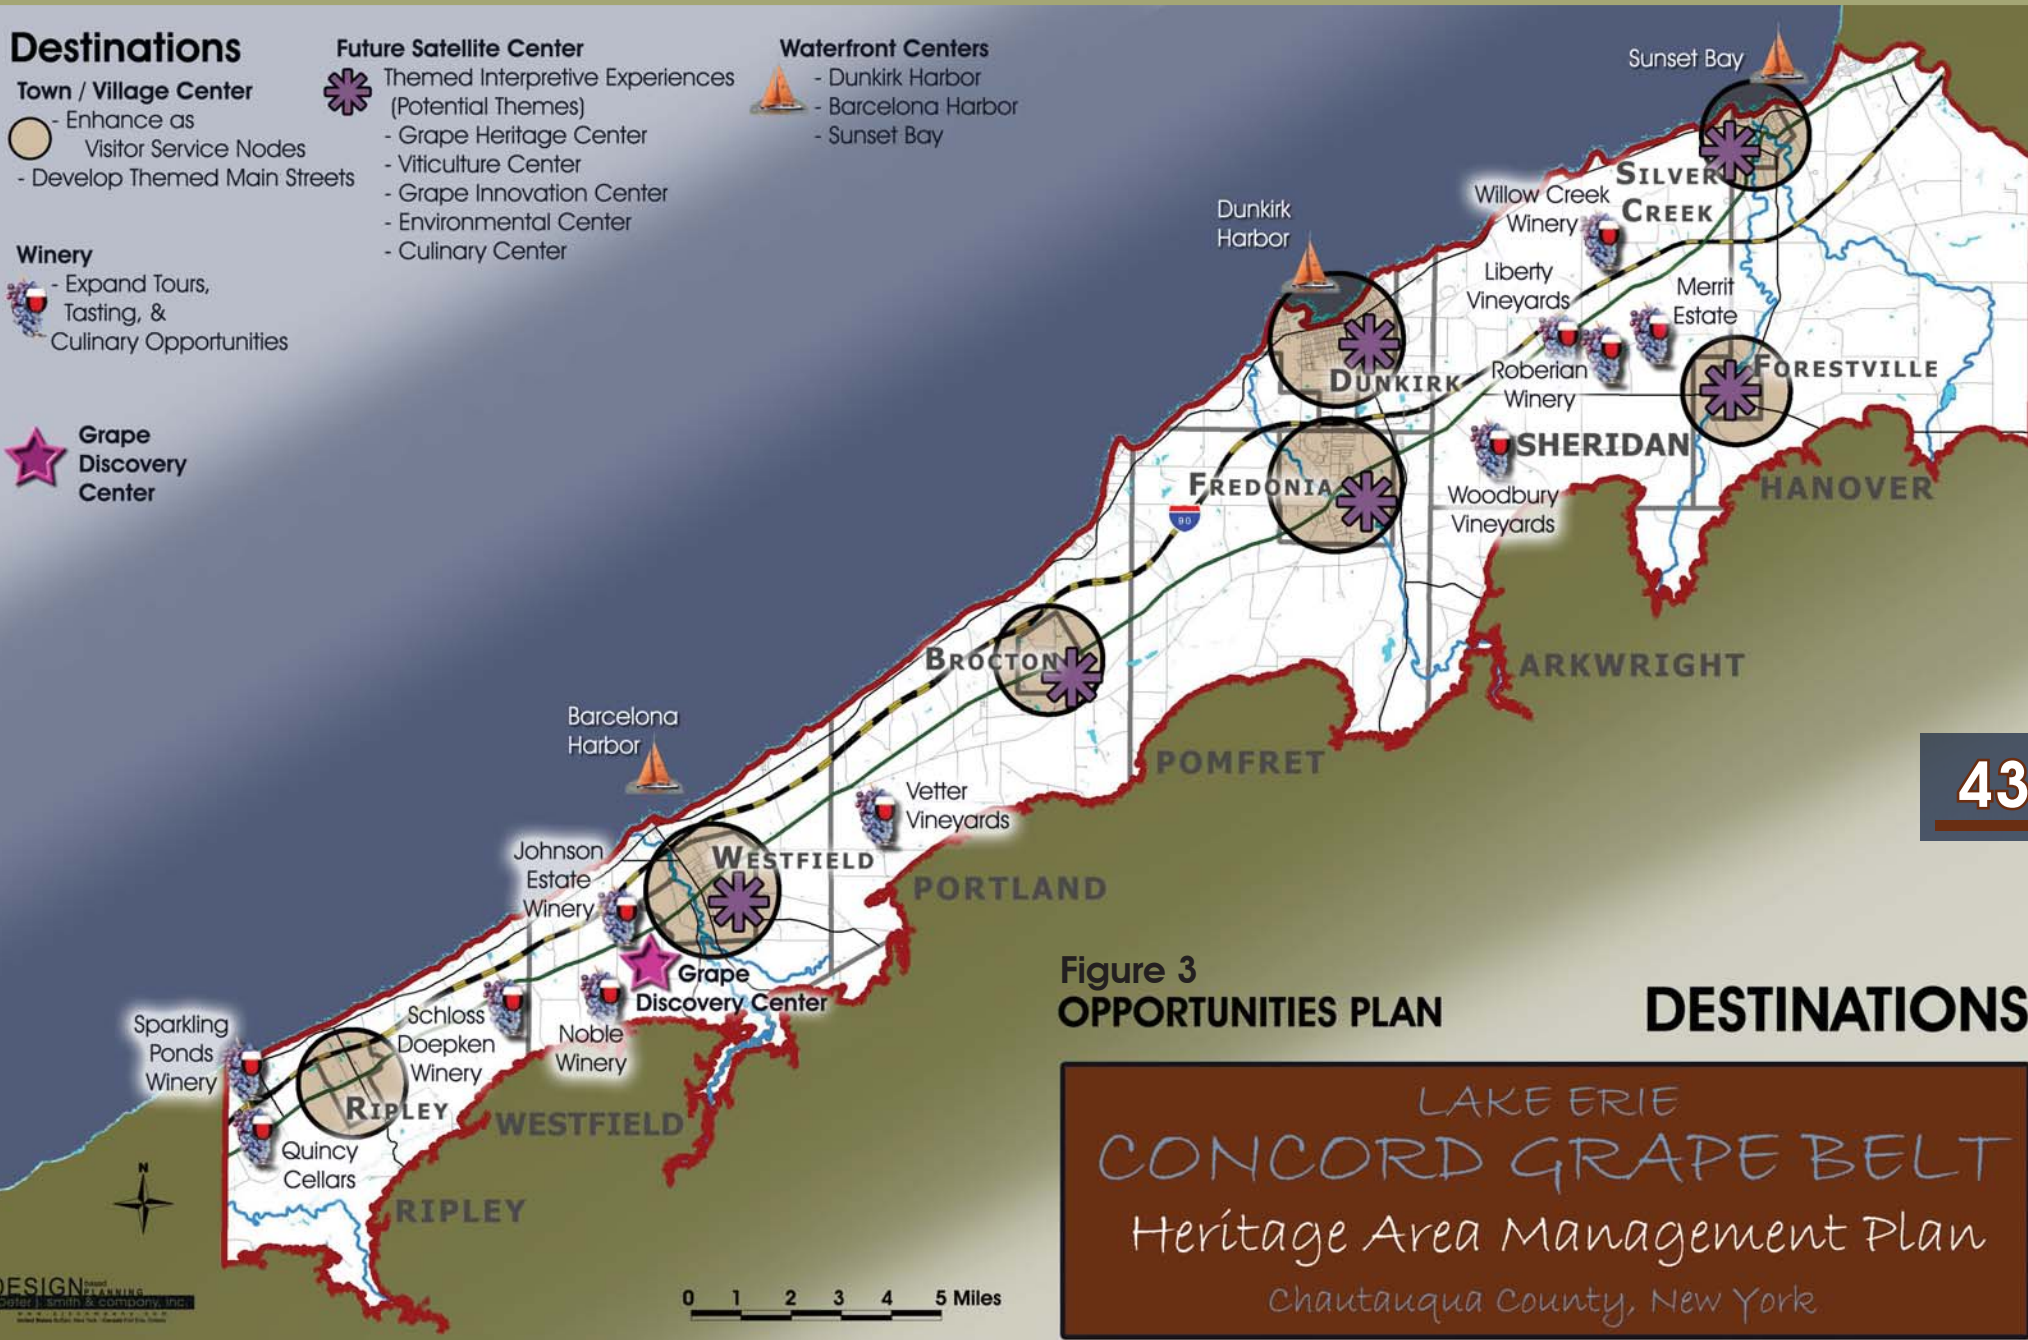 Destinations
Town / Village Center
- Enhance as
Visitor Service Nodes
- Develop Themed Main Streets
Winery
- Expand Tours,
Tasting, &
Culinary Opportunities
Grape
Discovery
Center
Future Satellite Center
Themed Interpretive Experiences
(Potential Themes)
- Grape Heritage Center
- Viticulture Center
- Grape Innovation Center
- Environmental Center
- Culinary Center
Waterfront Centers
- Dunkirk Harbor
- Barcelona Harbor
- Sunset Bay
Sunset Bay
SILVER
CREEK
Willow Creek
Winery
Dunkirk
Harbor
Liberty
Vineyards
Merrit
Estate
DUNKIRK
Roberian
Winery
FORESTVILLE
SHERIDAN
HANOVER
FREDONIA
90
Woodbury
Vineyards
BROCTON
ARKWRIGHT
Barcelona
Harbor
POMFRET
43
Vetter
Vineyards
Johnson
Estate
Winery
WESTFIELD
PORTLAND
Grape
Discovery Center
Sparkling
Ponds
Winery
Schloss
Doepken
Winery
Noble
Winery
RIPLEY
WESTFIELD
Quincy
Cellars
RIPLEY
N
DESIGN based
PLANNING
peter j. smith & company, inc.
0 1 2 3 4 5 Miles
Figure 3
OPPORTUNITIES PLAN
DESTINATIONS
LAKE ERIE
CONCORD GRAPE BELT
Heritage Area Management Plan
Chautauqua County, New York